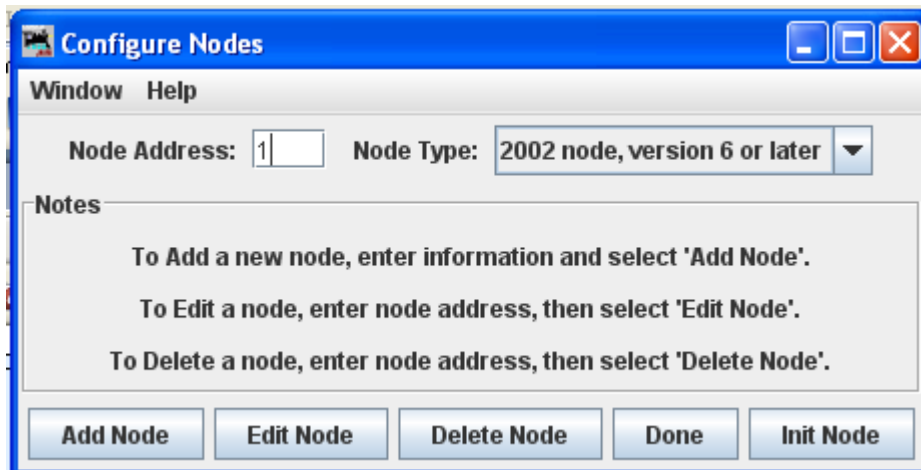 Configure Nodes
Window Help
Node Address: 1 Node Type: 2002 node, version 6 or later
Notes
To Add a new node, enter information and select 'Add Node'.
To Edit a node, enter node address, then select 'Edit Node'.
To Delete a node, enter node address, then select 'Delete Node'.
Add Node Edit Node Delete Node Done Init Node